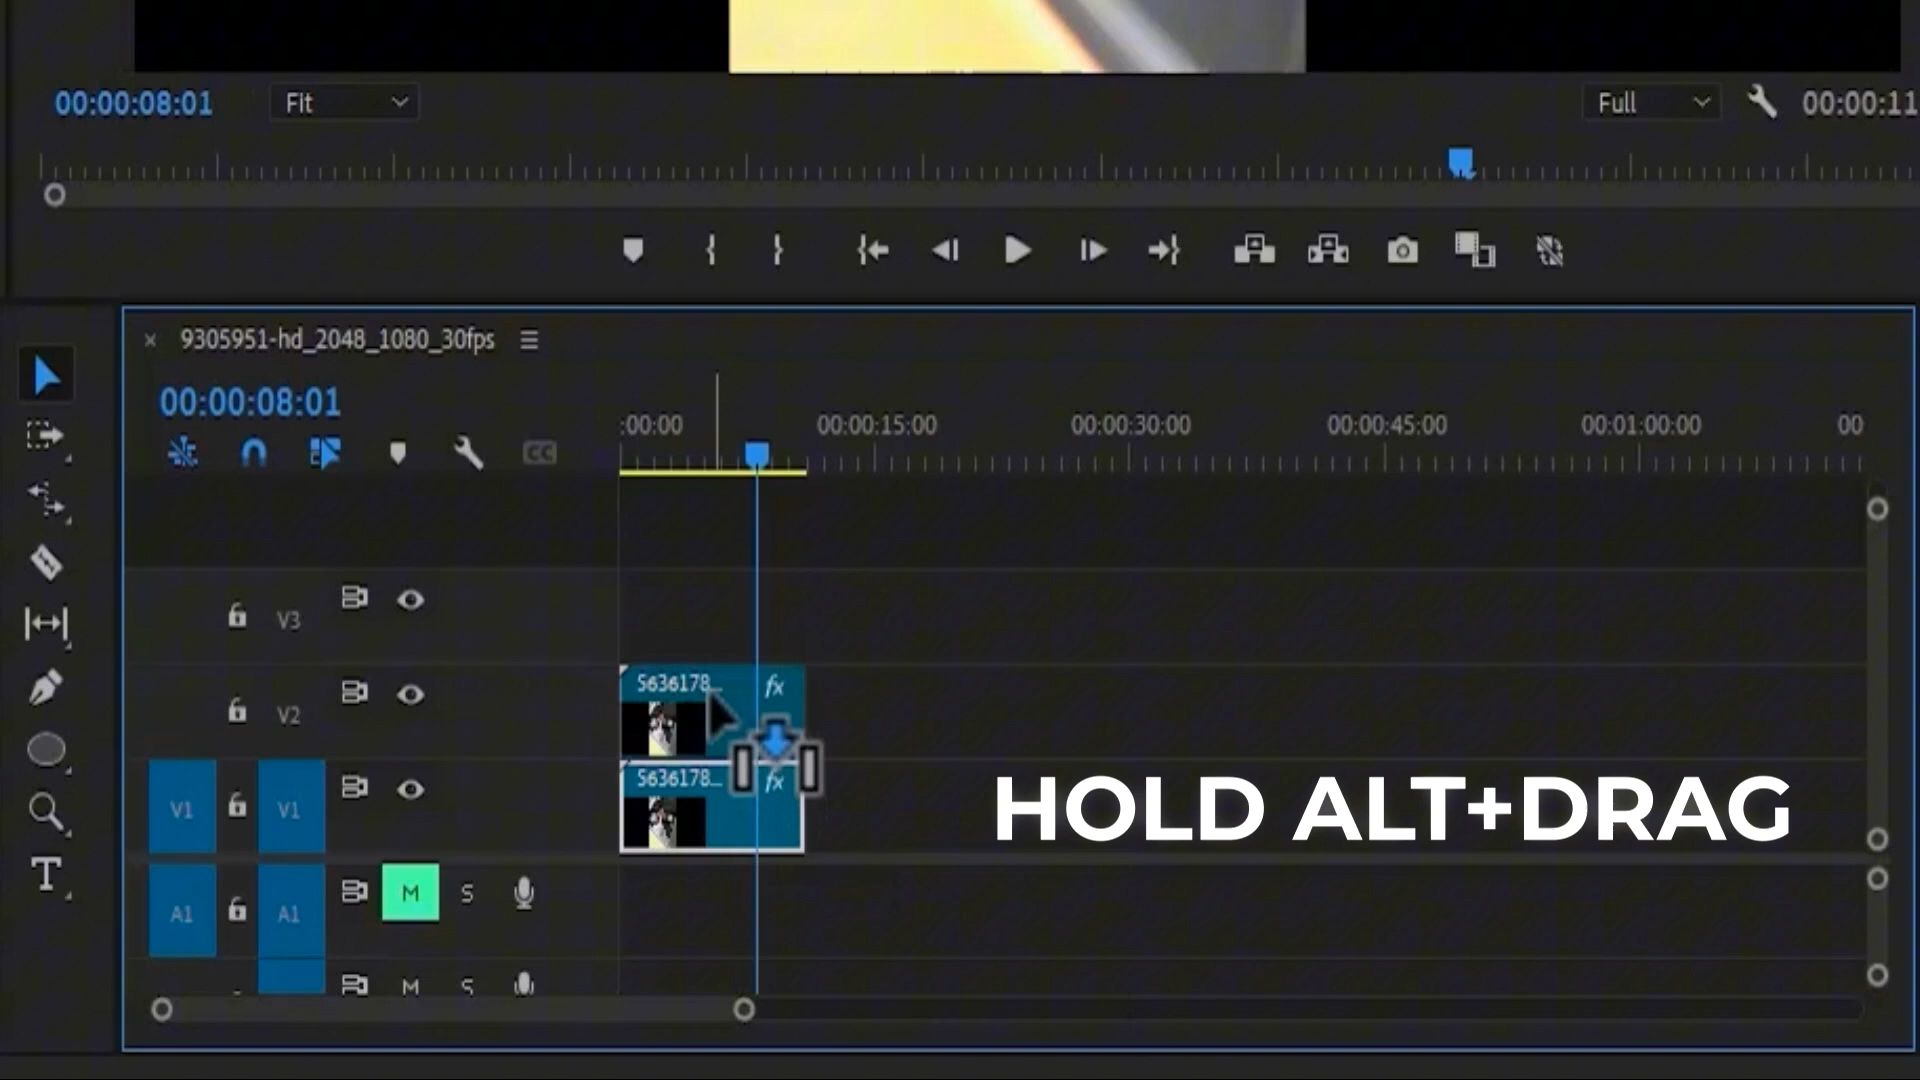 00:00:08:01 Fit Full 00:00:11
9305951-hd_2048_1080_30fps
00:00:08:01
:00:00 00:00:15:00 00:00:30:00 00:00:45:00 00:01:00:00 00
CC
V3
5636178... fx
V2
5636178... fx
V1 V1
HOLD ALT+DRAG
T
A1 A1 M S
M S